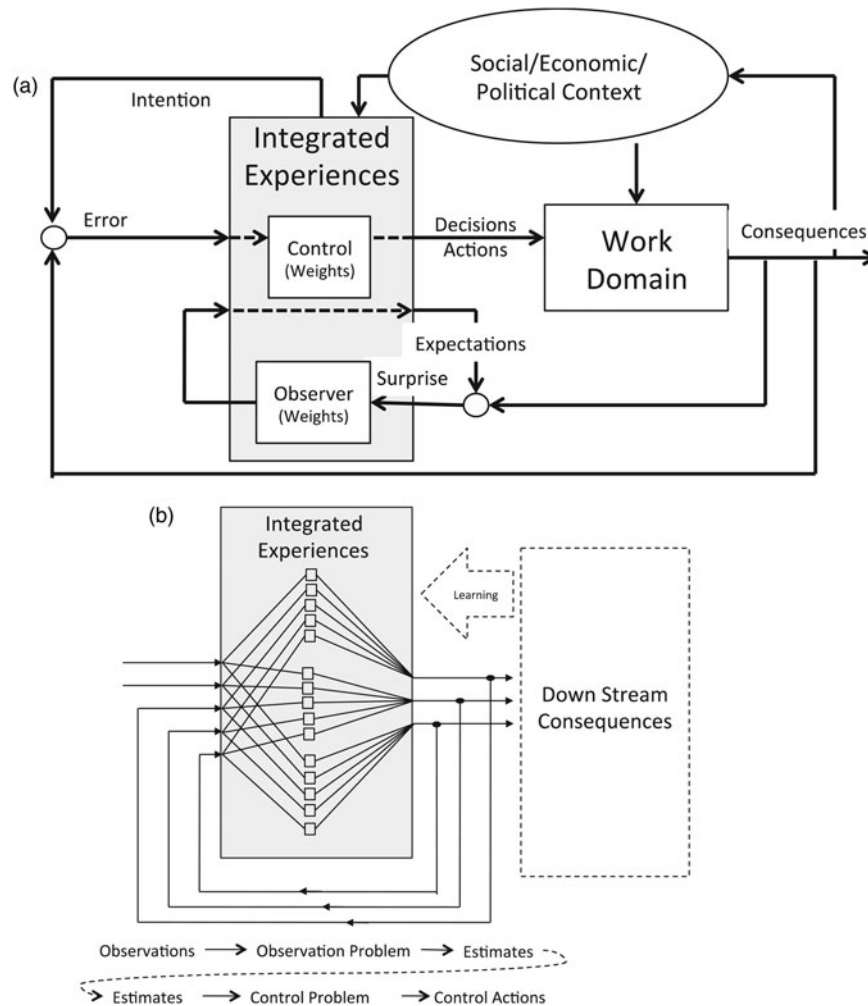 (a)
Social/Economic/
Political Context
Intention
Integrated
Experiences
Error
Control
(Weights)
Decisions
Actions
Work
Domain
Consequences
Expectations
Observer
(Weights)
Surprise
(b)
Integrated
Experiences
Learning
Down Stream
Consequences
Observations Observation Problem Estimates
Estimates Control Problem Control Actions